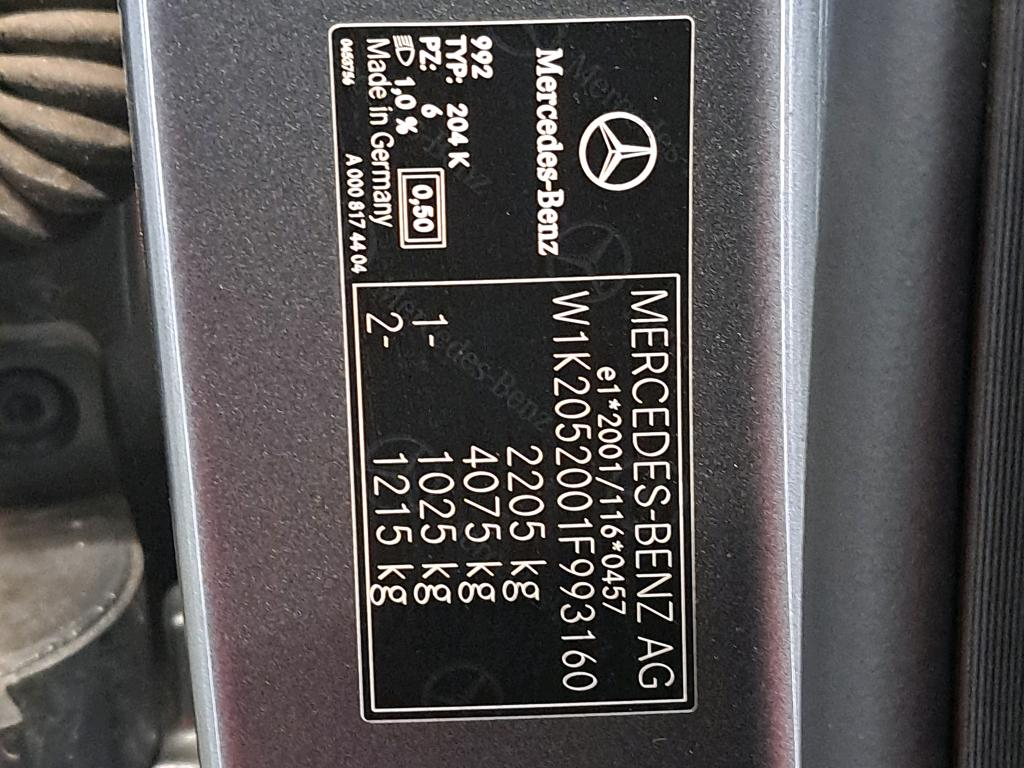 Mercedes-Benz
992
TYP: 204 K
PZ: 6
1,0 %
0,50
Made in Germany
0469756
A 000 817 44 04
MERCEDES-BENZ AG
e1*2001/116*0457
W1K2052001F993160
2205 kg
4075 kg
1- 1025 kg
2- 1215 kg